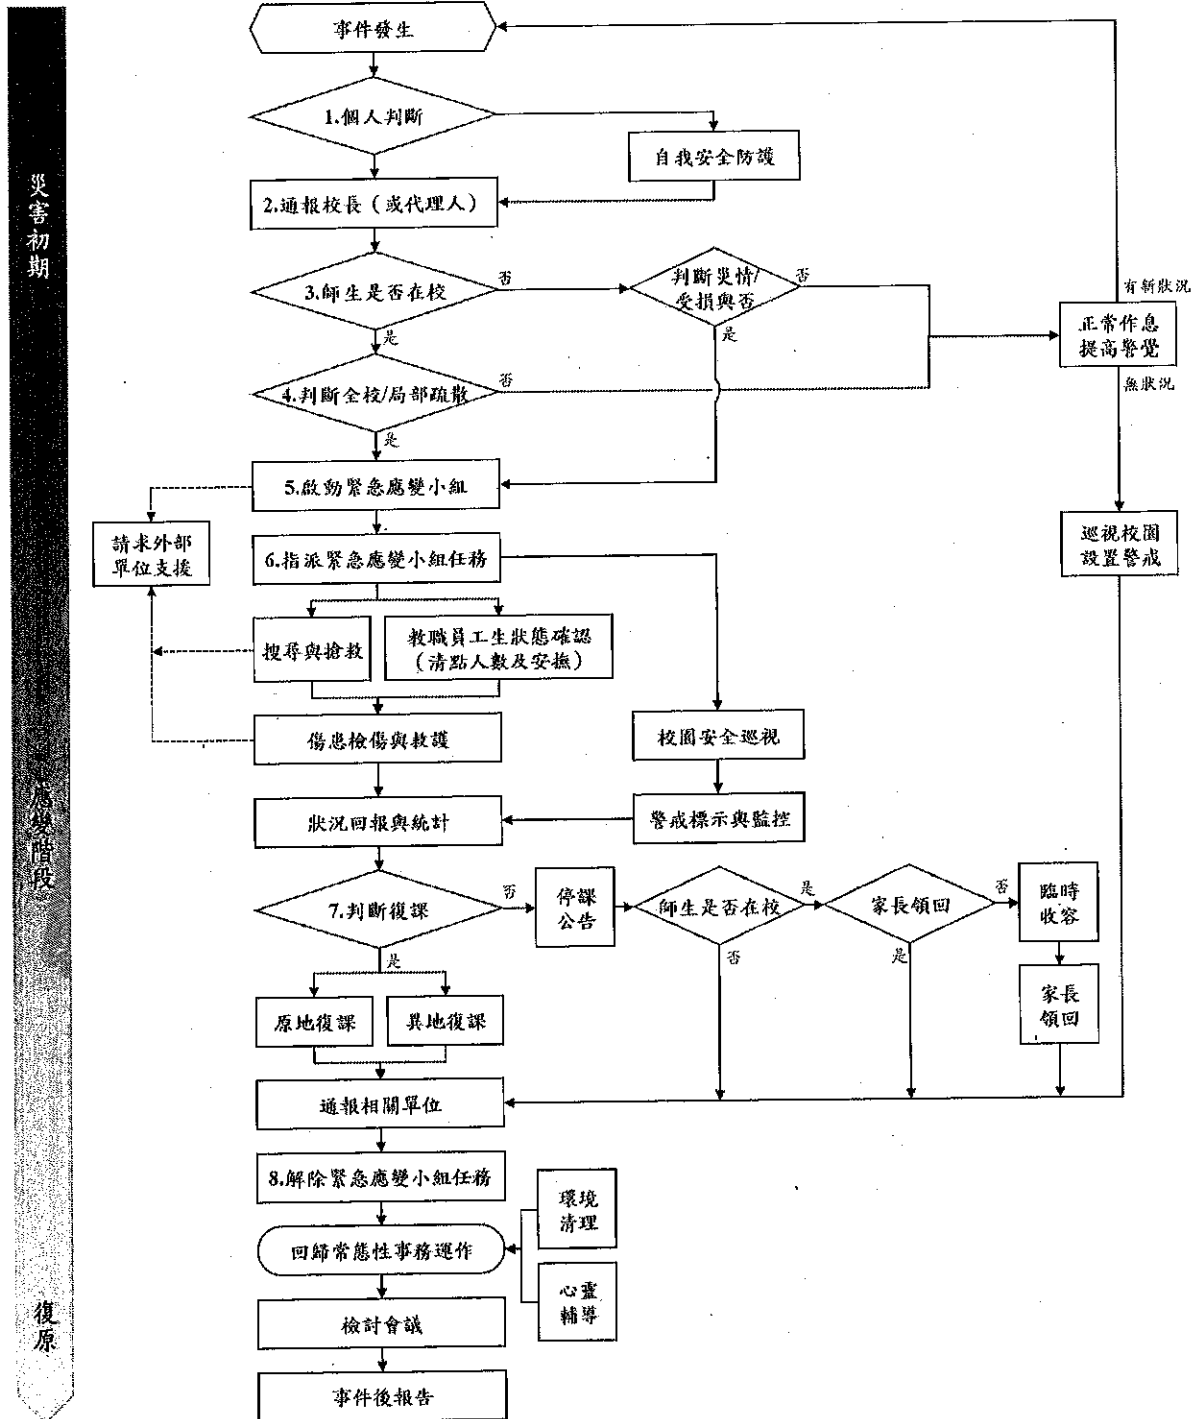 事件發生
1.個人判斷
自我安全防護
2.通報校長（或代理人）
災害初期
3.師生是否在校
否
判斷災情/
受損與否
否
有新狀況
正常作息
提高警覺
是
是
無狀況
4.判斷全校/局部疏散
否
是
5.啟動緊急應變小組
請求外部
單位支援
6.指派緊急應變小組任務
巡視校園
設置警戒
搜尋與搶救
教職員工生狀態確認
（清點人數及安撫）
傷患檢傷與救護
校園安全巡視
應變階段
狀況回報與統計
警戒標示與監控
7.判斷復課
否
停課
公告
師生是否在校
是
家長領回
否
臨時
收容
是
否
是
家長
領回
原地復課
異地復課
通報相關單位
8.解除緊急應變小組任務
環境
清理
回歸常態性事務運作
心靈
輔導
復原
檢討會議
事件後報告